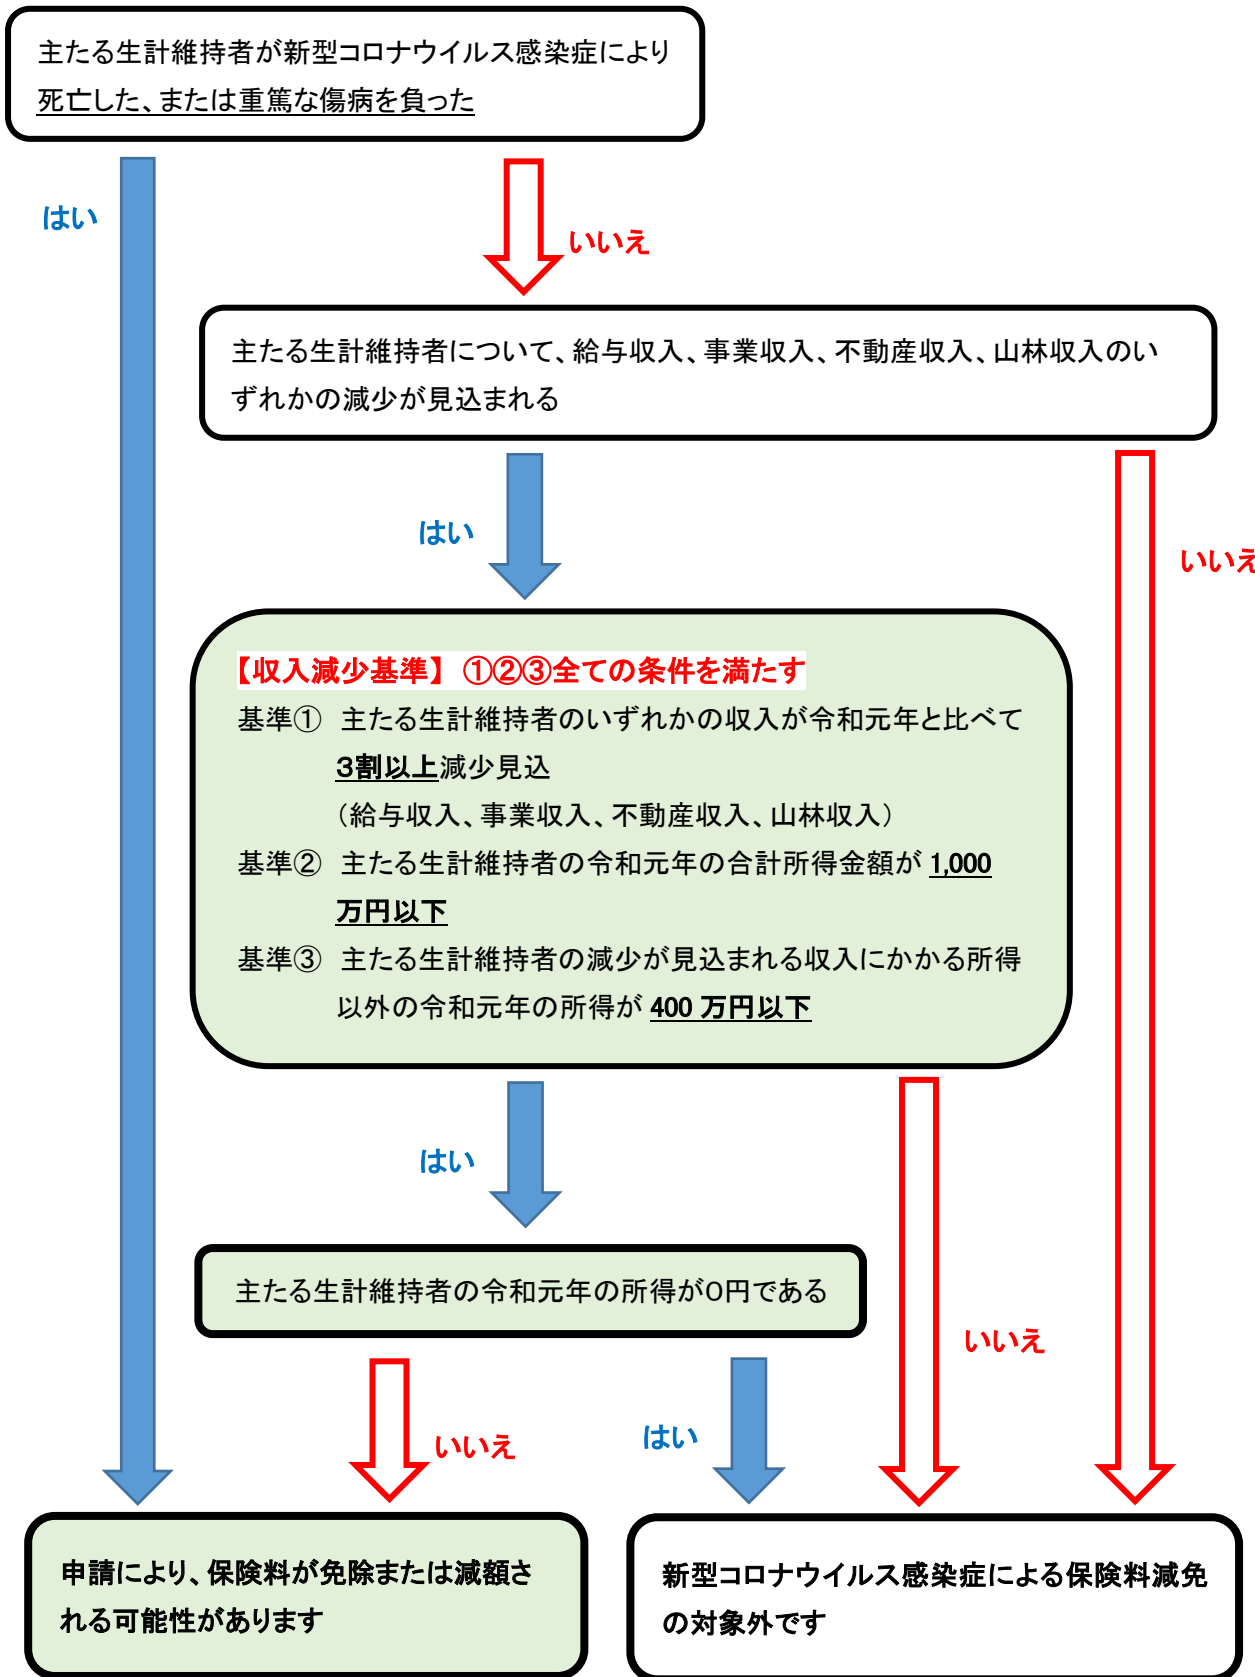 主たる生計維持者が新型コロナウイルス感染症により
死亡した、または重篤な傷病を負った
はい
いいえ
主たる生計維持者について、給与収入、事業収入、不動産収入、山林収入のい
ずれかの減少が見込まれる
はい
いいえ
【収入減少基準】 ①②③全ての条件を満たす
基準① 主たる生計維持者のいずれかの収入が令和元年と比べて
3割以上減少見込
（給与収入、事業収入、不動産収入、山林収入）
基準② 主たる生計維持者の令和元年の合計所得金額が 1,000
万円以下
基準③ 主たる生計維持者の減少が見込まれる収入にかかる所得
以外の令和元年の所得が 400 万円以下
はい
いいえ
主たる生計維持者の令和元年の所得が0円である
いいえ
はい
申請により、保険料が免除または減額さ
れる可能性があります
新型コロナウイルス感染症による保険料減免
の対象外です